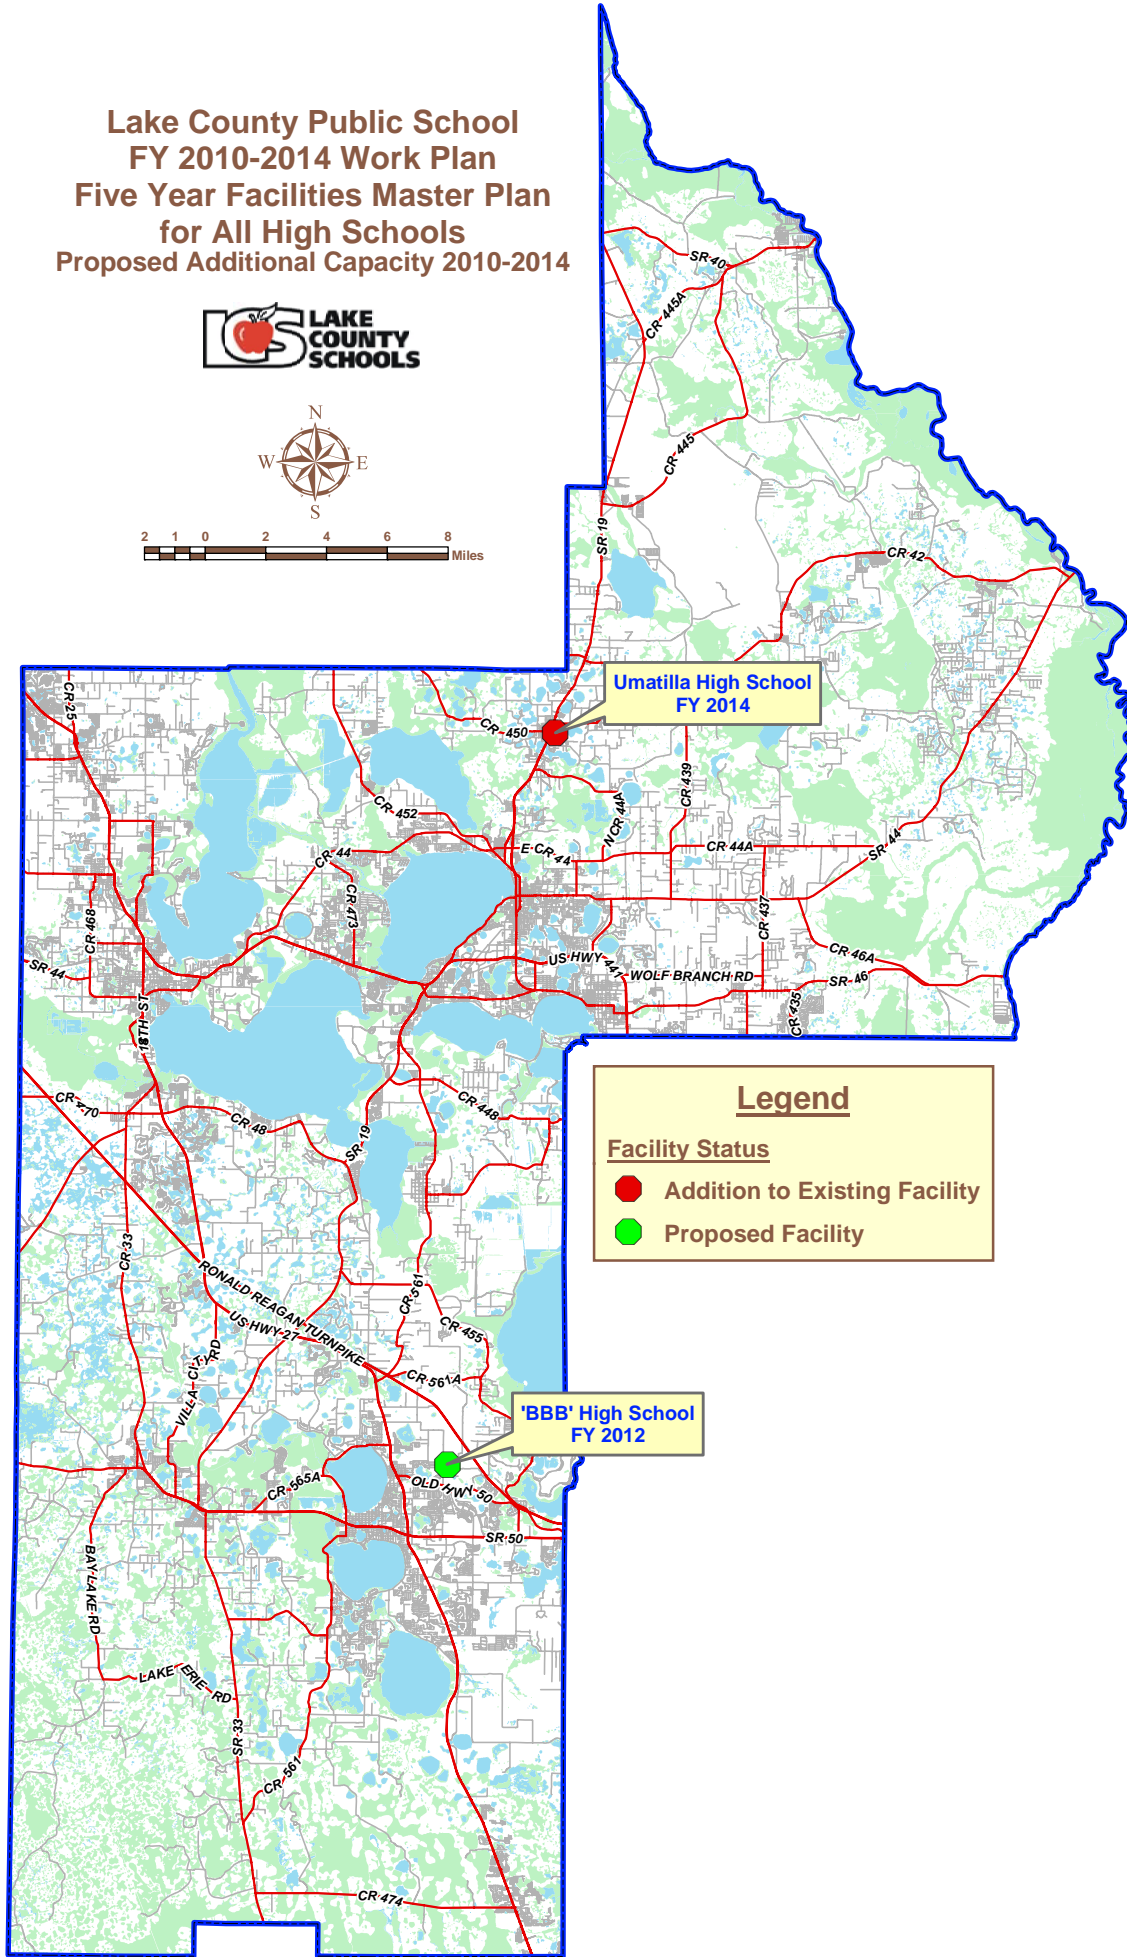 Lake County Public School
FY 2010-2014 Work Plan
Five Year Facilities Master Plan
for All High Schools
Proposed Additional Capacity 2010-2014
LCS LAKE
COUNTY
SCHOOLS
N
W E
S
2 1 0 2 4 6 8
Miles
SR 40
CR 445A
CR 445
SR 19
CR 42
CR 25
Umatilla High School
FY 2014
CR 450
CR 439
N CR 44A
CR 452
CR 44
E CR 44
CR 44A
SR 44
CR 473
CR 468
CR 437
SR 44
US HWY 441
CR 46A
WOLF BRANCH RD
SR 46
CR 435
18TH ST
Legend
Facility Status
Addition to Existing Facility
Proposed Facility
CR 470
CR 48
CR 448
SR 19
CR 33
RONALD REAGAN TURNPIKE
CR 561
US HWY 27
CR 455
VILLA CITY RD
CR 561A
'BBB' High School
FY 2012
CR 565A
OLD HWY 50
SR 50
BAY LAKE RD
LAKE ERIE RD
SR 33
CR 561
CR 474